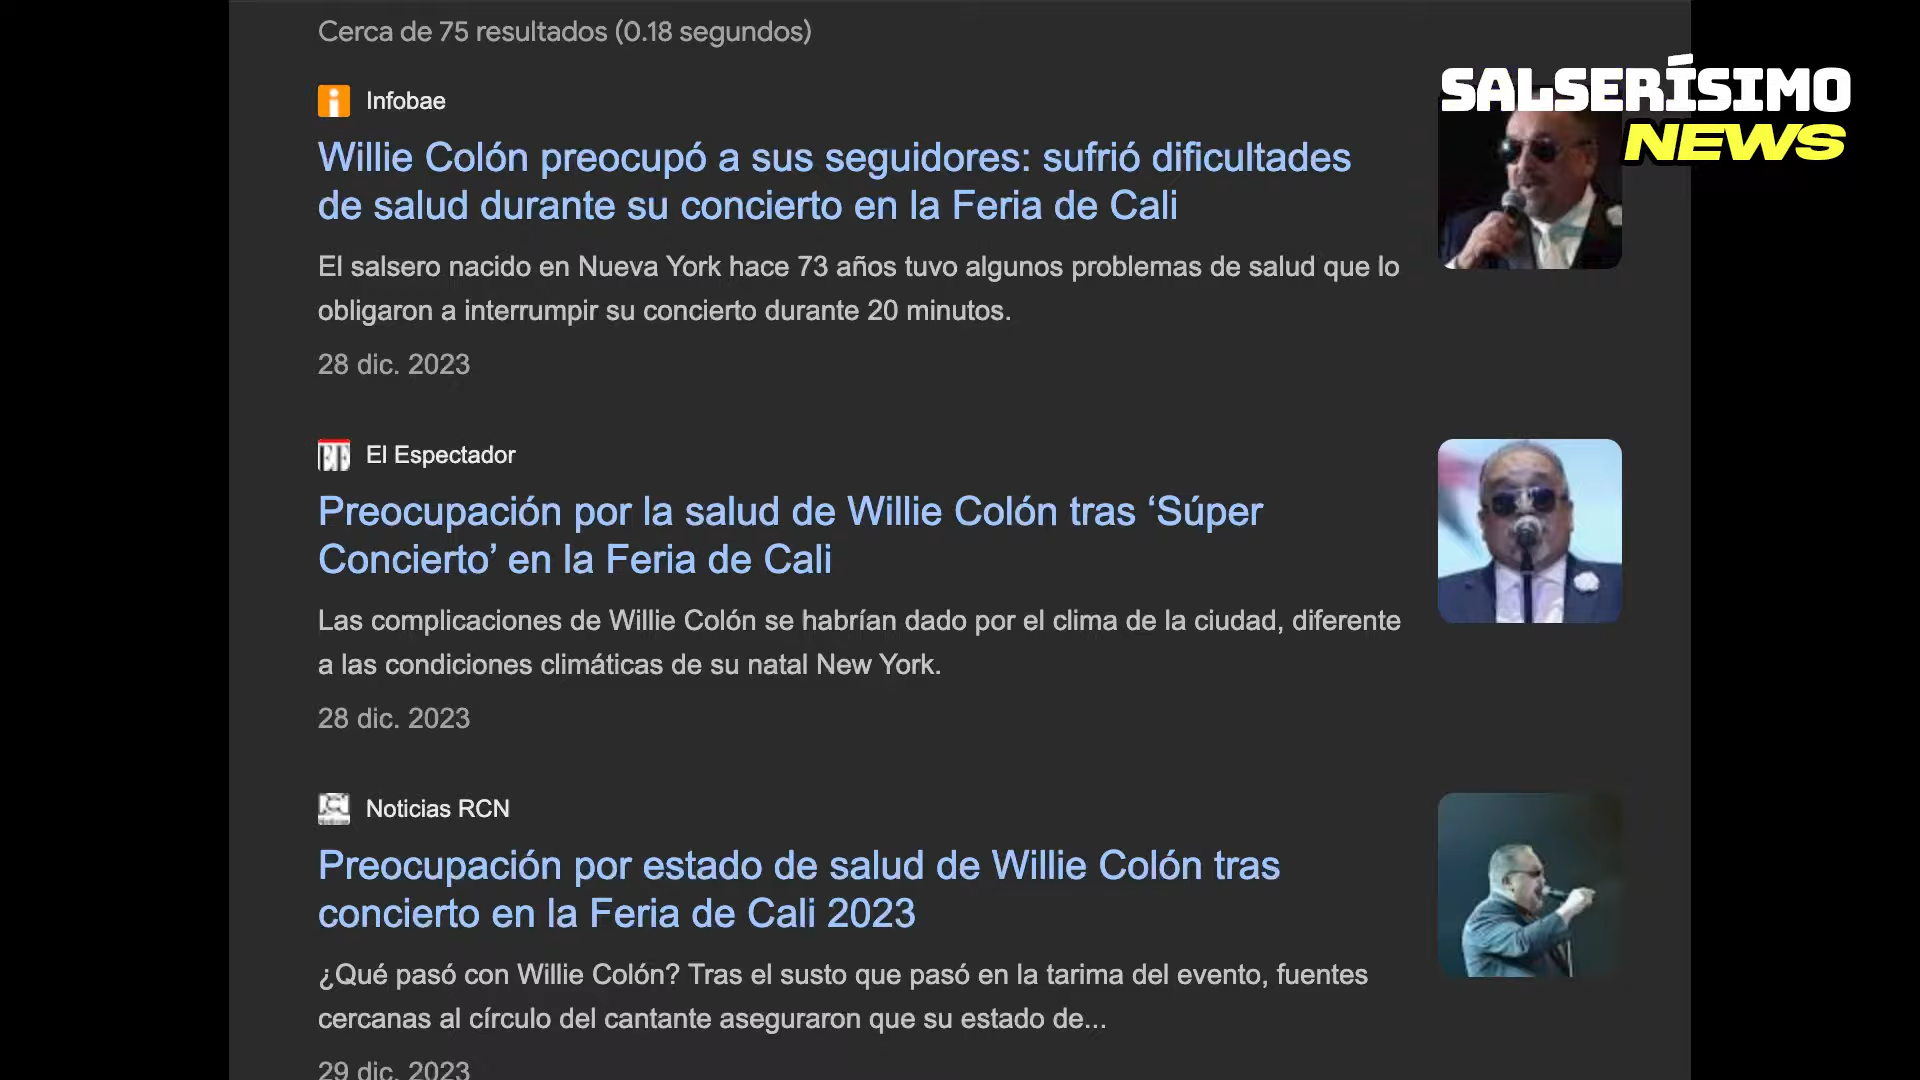 Cerca de 75 resultados (0.18 segundos)
SALSERÍSIMO
NEWS
Infobae
Willie Colón preocupó a sus seguidores: sufrió dificultades
de salud durante su concierto en la Feria de Cali
El salsero nacido en Nueva York hace 73 años tuvo algunos problemas de salud que lo
obligaron a interrumpir su concierto durante 20 minutos.
28 dic. 2023
El Espectador
Preocupación por la salud de Willie Colón tras ‘Súper
Concierto’ en la Feria de Cali
Las complicaciones de Willie Colón se habrían dado por el clima de la ciudad, diferente
a las condiciones climáticas de su natal New York.
28 dic. 2023
Noticias RCN
Preocupación por estado de salud de Willie Colón tras
concierto en la Feria de Cali 2023
¿Qué pasó con Willie Colón? Tras el susto que pasó en la tarima del evento, fuentes
cercanas al círculo del cantante aseguraron que su estado de...
29 dic. 2023